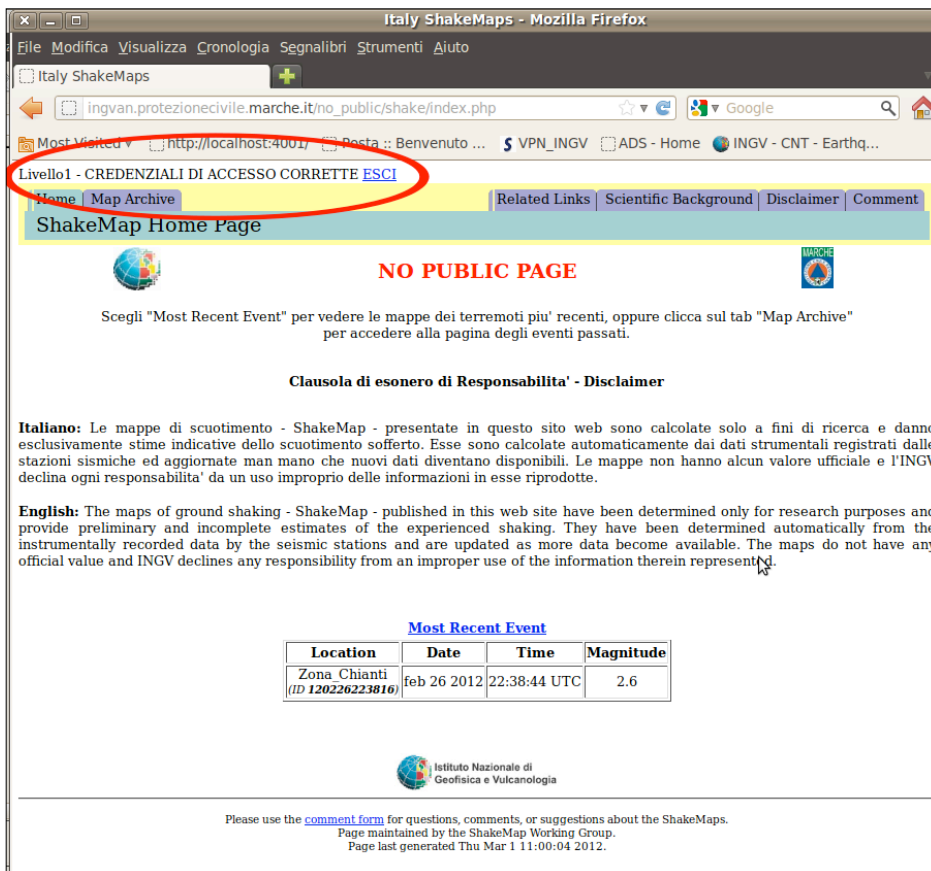 Italy ShakeMaps - Mozilla Firefox
File Modifica Visualizza Cronologia Segnalibri Strumenti Aiuto
Italy ShakeMaps
ingvan.protezionecivile.marche.it/no_public/shake/index.php Google
Most Visited http://localhost:4001/ Posta :: Benvenuto ... VPN_INGV ADS - Home INGV - CNT - Earthq...
Livello1 - CREDENZIALI DI ACCESSO CORRETTE ESCI
Home Map Archive Related Links Scientific Background Disclaimer Comment
ShakeMap Home Page
MARCHE
NO PUBLIC PAGE
Scegli "Most Recent Event" per vedere le mappe dei terremoti piu' recenti, oppure clicca sul tab "Map Archive"
per accedere alla pagina degli eventi passati.
Clausola di esonero di Responsabilita' - Disclaimer
Italiano: Le mappe di scuotimento - ShakeMap - presentate in questo sito web sono calcolate solo a fini di ricerca e danno
esclusivamente stime indicative dello scuotimento sofferto. Esse sono calcolate automaticamente dai dati strumentali registrati dalle
stazioni sismiche ed aggiornate man mano che nuovi dati diventano disponibili. Le mappe non hanno alcun valore ufficiale e l'INGV
declina ogni responsabilita' da un uso improprio delle informazioni in esse riprodotte.
English: The maps of ground shaking - ShakeMap - published in this web site have been determined only for research purposes and
provide preliminary and incomplete estimates of the experienced shaking. They have been determined automatically from the
instrumentally recorded data by the seismic stations and are updated as more data become available. The maps do not have any
official value and INGV declines any responsibility from an improper use of the information therein represented.
Most Recent Event
Location Date Time Magnitude
Zona_Chianti
(ID 120226223816) feb 26 2012 22:38:44 UTC 2.6
Istituto Nazionale di
Geofisica e Vulcanologia
Please use the comment form for questions, comments, or suggestions about the ShakeMaps.
Page maintained by the ShakeMap Working Group.
Page last generated Thu Mar 1 11:00:04 2012.